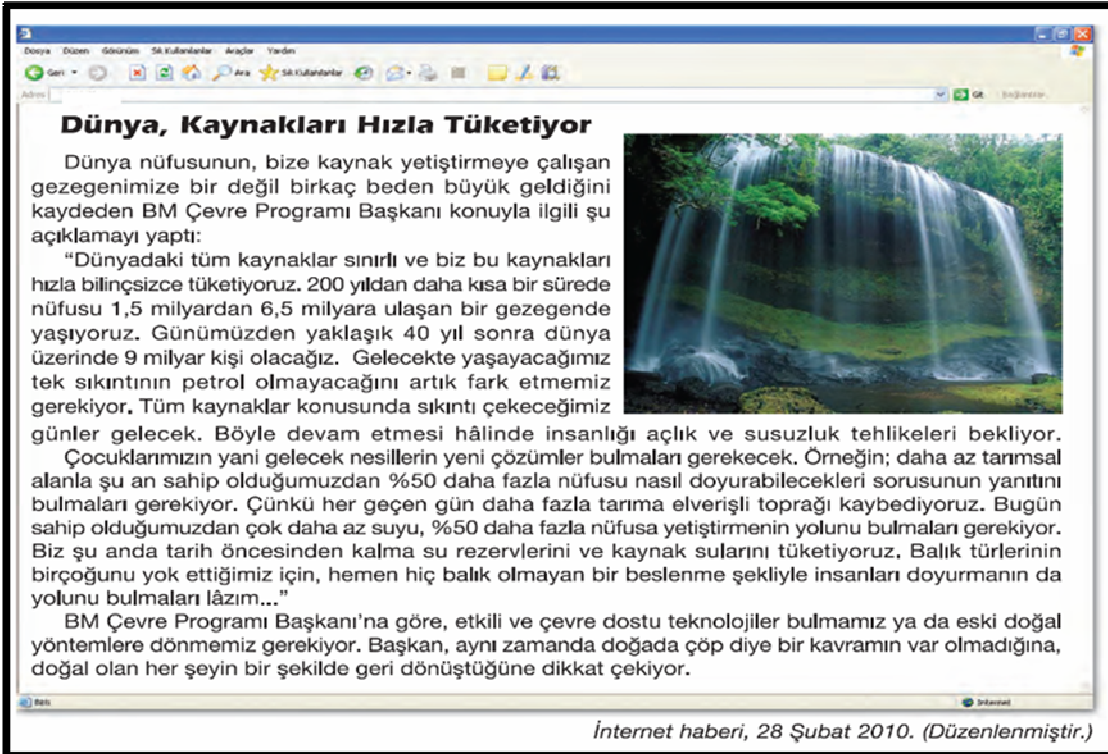 Dosya Düzen Görünüm Sık Kullanılanlar Araçlar Yardım
Geri Ara Sık Kullanılanlar
Adres Git Bağlantılar
Dünya, Kaynakları Hızla Tüketiyor
Dünya nüfusunun, bize kaynak yetiştirmeye çalışan
gezegenimize bir değil birkaç beden büyük geldiğini
kaydeden BM Çevre Programı Başkanı konuyla ilgili şu
açıklamayı yaptı:
“Dünyadaki tüm kaynaklar sınırlı ve biz bu kaynakları
hızla bilinçsizce tüketiyoruz. 200 yıldan daha kısa bir sürede
nüfusu 1,5 milyardan 6,5 milyara ulaşan bir gezegende
yaşıyoruz. Günümüzden yaklaşık 40 yıl sonra dünya
üzerinde 9 milyar kişi olacağız. Gelecekte yaşayacağımız
tek sıkıntının petrol olmayacağını artık fark etmemiz
gerekiyor. Tüm kaynaklar konusunda sıkıntı çekeceğimiz
günler gelecek. Böyle devam etmesi hâlinde insanlığı açlık ve susuzluk tehlikeleri bekliyor.
Çocuklarımızın yani gelecek nesillerin yeni çözümler bulmaları gerekecek. Örneğin; daha az tarımsal
alanla şu an sahip olduğumuzdan %50 daha fazla nüfusu nasıl doyurabilecekleri sorusunun yanıtını
bulmaları gerekiyor. Çünkü her geçen gün daha fazla tarıma elverişli toprağı kaybediyoruz. Bugün
sahip olduğumuzdan çok daha az suyu, %50 daha fazla nüfusa yetiştirmenin yolunu bulmaları gerekiyor.
Biz şu anda tarih öncesinden kalma su rezervlerini ve kaynak sularını tüketiyoruz. Balık türlerinin
birçoğunu yok ettiğimiz için, hemen hiç balık olmayan bir beslenme şekliyle insanları doyurmanın da
yolunu bulmaları lâzım...”
BM Çevre Programı Başkanı’na göre, etkili ve çevre dostu teknolojiler bulmamız ya da eski doğal
yöntemlere dönmemiz gerekiyor. Başkan, aynı zamanda doğada çöp diye bir kavramın var olmadığına,
doğal olan her şeyin bir şekilde geri dönüştüğüne dikkat çekiyor.
Internet
İnternet haberi, 28 Şubat 2010. (Düzenlenmiştir.)